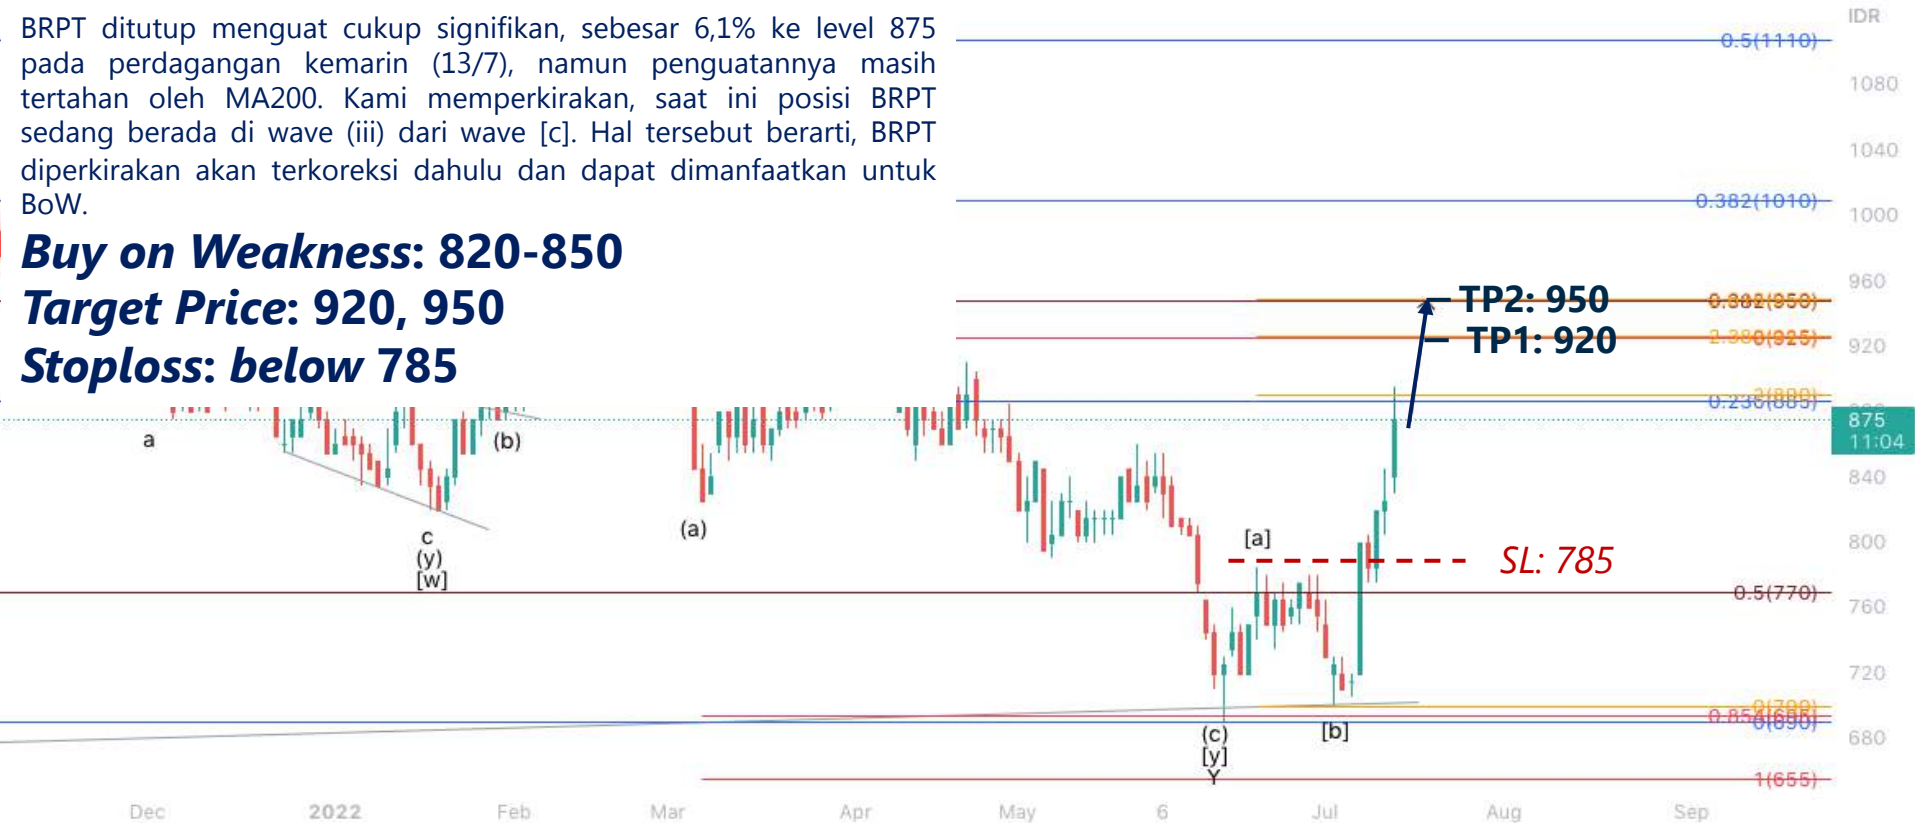 BRPT ditutup menguat cukup signifikan, sebesar 6,1% ke level 875
pada perdagangan kemarin (13/7), namun penguatannya masih
tertahan oleh MA200. Kami memperkirakan, saat ini posisi BRPT
sedang berada di wave (iii) dari wave [c]. Hal tersebut berarti, BRPT
diperkirakan akan terkoreksi dahulu dan dapat dimanfaatkan untuk
BoW.
Buy on Weakness: 820-850
Target Price: 920, 950
Stoploss: below 785
IDR
0.5(1110)
1080
1040
0.382(1010)
1000
960
TP2: 950
TP1: 920
920
0.236(885)
875
11:04
a
(b)
840
c
(y)
[w]
(a)
[a]
800
SL: 785
0.5(770)
760
720
(c)
[y]
Y
[b]
0(690)
680
1(655)
Dec
2022
Feb
Mar
Apr
May
6
Jul
Aug
Sep